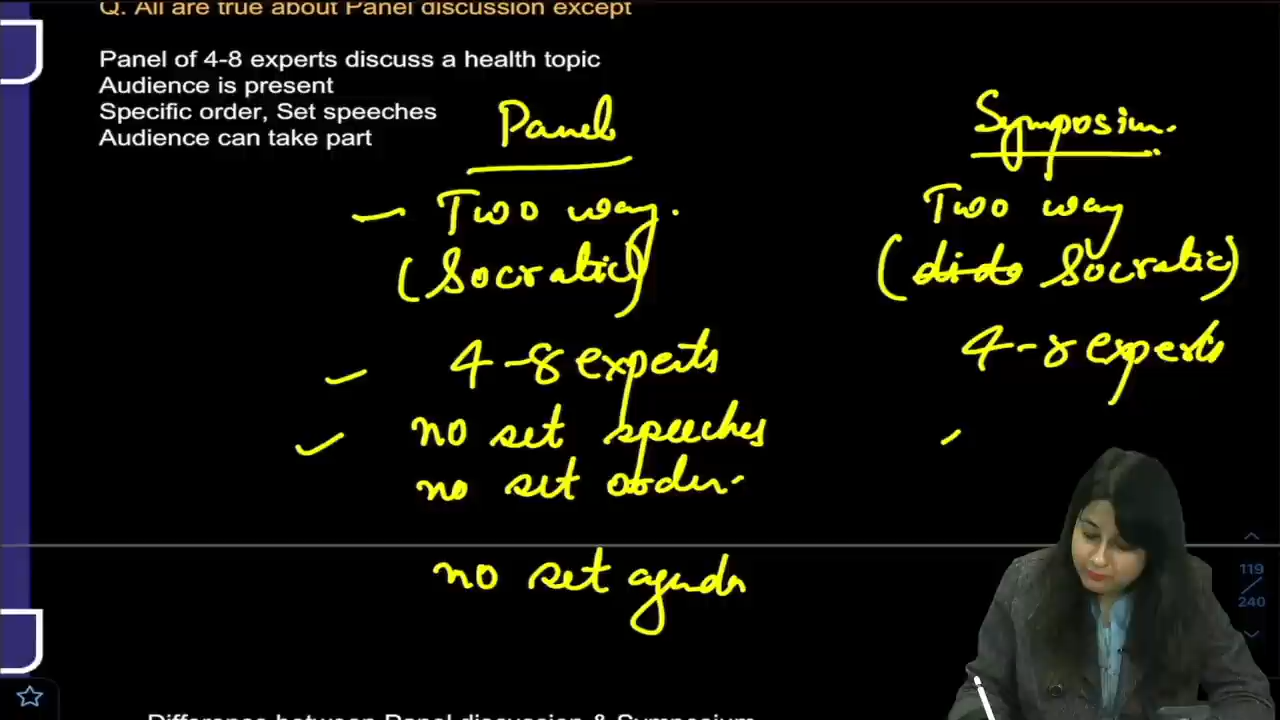 Q. All are true about Panel discussion except
Panel of 4-8 experts discuss a health topic
Audience is present
Specific order, Set speeches
Audience can take part
Panel
Symposium.
Two way.
(Socratic)
Two way
(dido Socratic)
4-8 experts
4-8 experts
no set speeches
no set order.
no set agenda
119
240
Difference between Panel discussion & Symposium